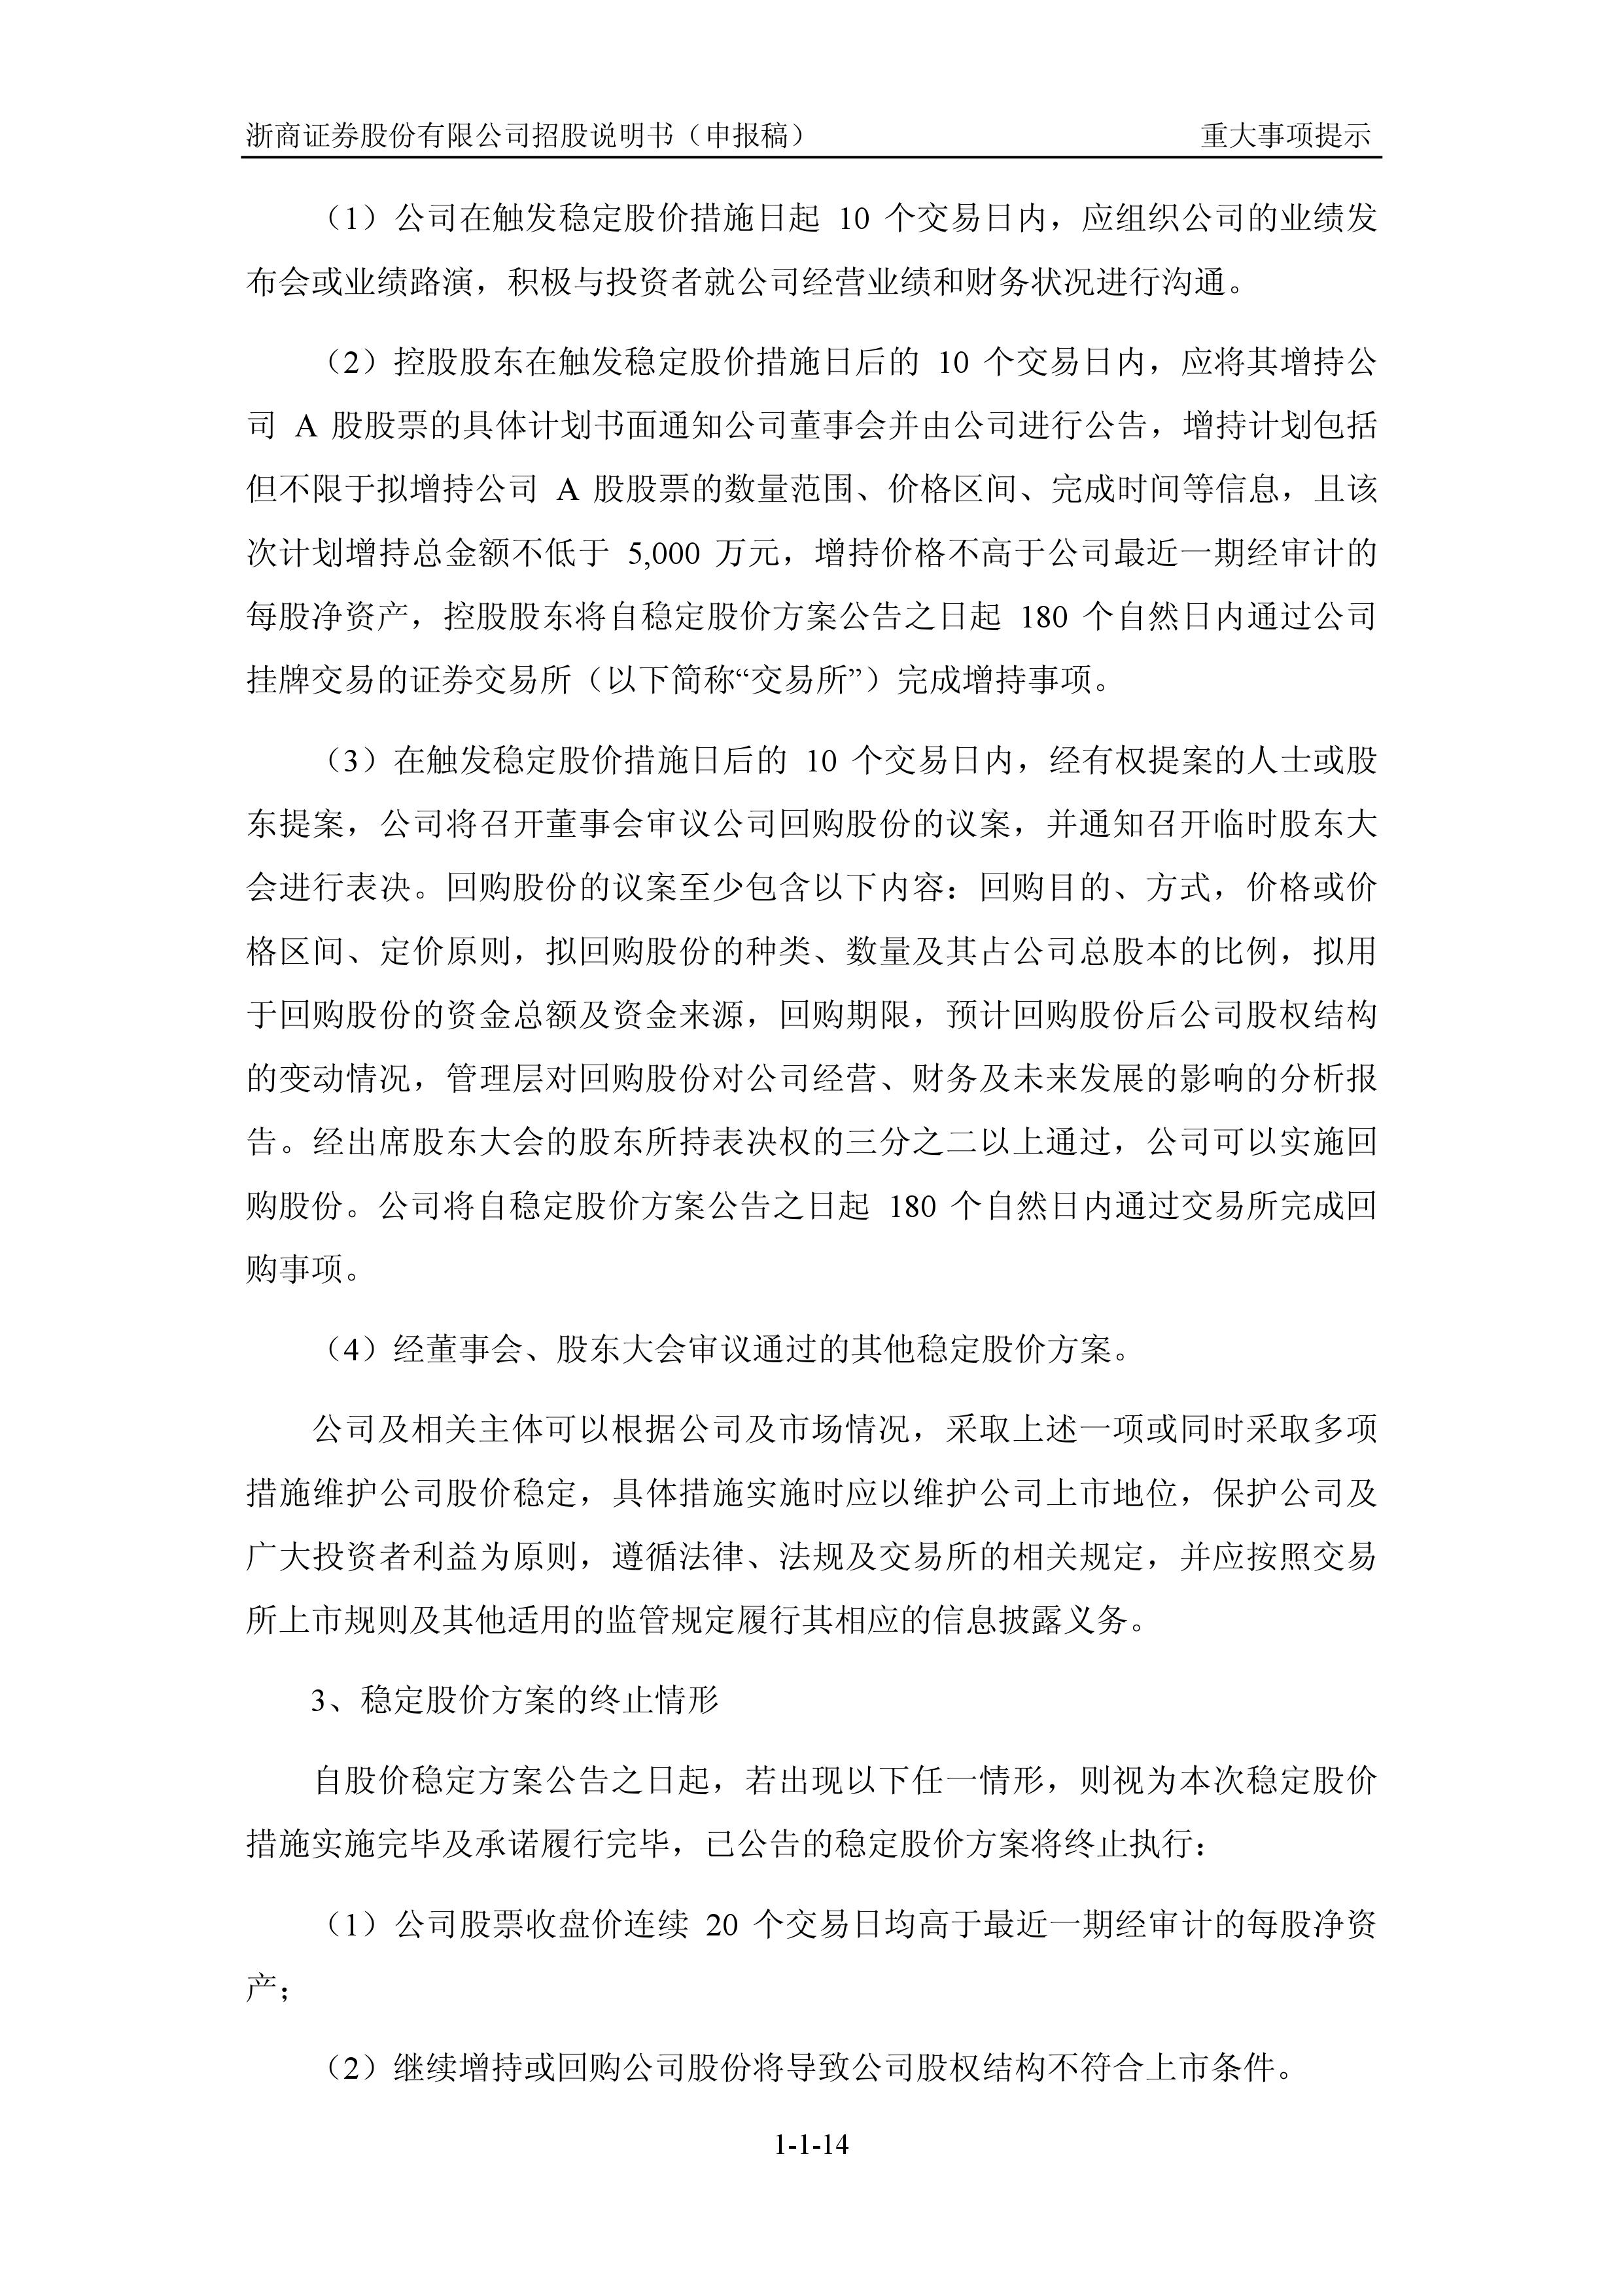 浙商证券股份有限公司招股说明书（申报稿） 重大事项提示
（1）公司在触发稳定股价措施日起 10 个交易日内，应组织公司的业绩发
布会或业绩路演，积极与投资者就公司经营业绩和财务状况进行沟通。
（2）控股股东在触发稳定股价措施日后的 10 个交易日内，应将其增持公
司 A 股股票的具体计划书面通知公司董事会并由公司进行公告，增持计划包括
但不限于拟增持公司 A 股股票的数量范围、价格区间、完成时间等信息，且该
次计划增持总金额不低于 5,000 万元，增持价格不高于公司最近一期经审计的
每股净资产，控股股东将自稳定股价方案公告之日起 180 个自然日内通过公司
挂牌交易的证券交易所（以下简称“交易所”）完成增持事项。
（3）在触发稳定股价措施日后的 10 个交易日内，经有权提案的人士或股
东提案，公司将召开董事会审议公司回购股份的议案，并通知召开临时股东大
会进行表决。回购股份的议案至少包含以下内容：回购目的、方式，价格或价
格区间、定价原则，拟回购股份的种类、数量及其占公司总股本的比例，拟用
于回购股份的资金总额及资金来源，回购期限，预计回购股份后公司股权结构
的变动情况，管理层对回购股份对公司经营、财务及未来发展的影响的分析报
告。经出席股东大会的股东所持表决权的三分之二以上通过，公司可以实施回
购股份。公司将自稳定股价方案公告之日起 180 个自然日内通过交易所完成回
购事项。
（4）经董事会、股东大会审议通过的其他稳定股价方案。
公司及相关主体可以根据公司及市场情况，采取上述一项或同时采取多项
措施维护公司股价稳定，具体措施实施时应以维护公司上市地位，保护公司及
广大投资者利益为原则，遵循法律、法规及交易所的相关规定，并应按照交易
所上市规则及其他适用的监管规定履行其相应的信息披露义务。
3、稳定股价方案的终止情形
自股价稳定方案公告之日起，若出现以下任一情形，则视为本次稳定股价
措施实施完毕及承诺履行完毕，已公告的稳定股价方案将终止执行：
（1）公司股票收盘价连续 20 个交易日均高于最近一期经审计的每股净资
产；
（2）继续增持或回购公司股份将导致公司股权结构不符合上市条件。
1-1-14